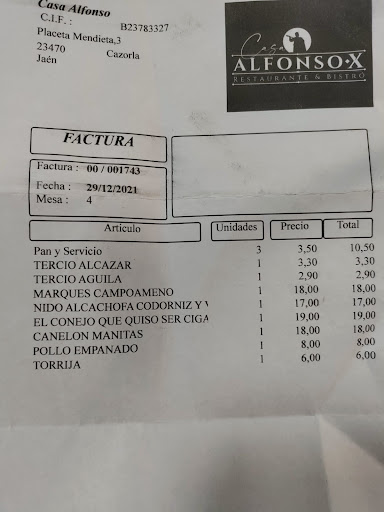 Casa Alfonso
C.I.F. : B23783327
Placeta Mendieta,3
23470 Cazorla
Jaén
Casa
ALFONSO·X
RESTAURANTE & BISTRÓ
FACTURA
Factura : 00 / 001743
Fecha : 29/12/2021
Mesa : 4
Artículo Unidades Precio Total
Pan y Servicio 3 3,50 10,50
TERCIO ALCAZAR 1 3,30 3,30
TERCIO AGUILA 1 2,90 2,90
MARQUES CAMPOAMENO 1 18,00 18,00
NIDO ALCACHOFA CODORNIZ Y 1 17,00 17,00
EL CONEJO QUE QUISO SER CIGA 1 19,00 19,00
CANELON MANITAS 1 18,00 18,00
POLLO EMPANADO 1 8,00 8,00
TORRIJA 1 6,00 6,00